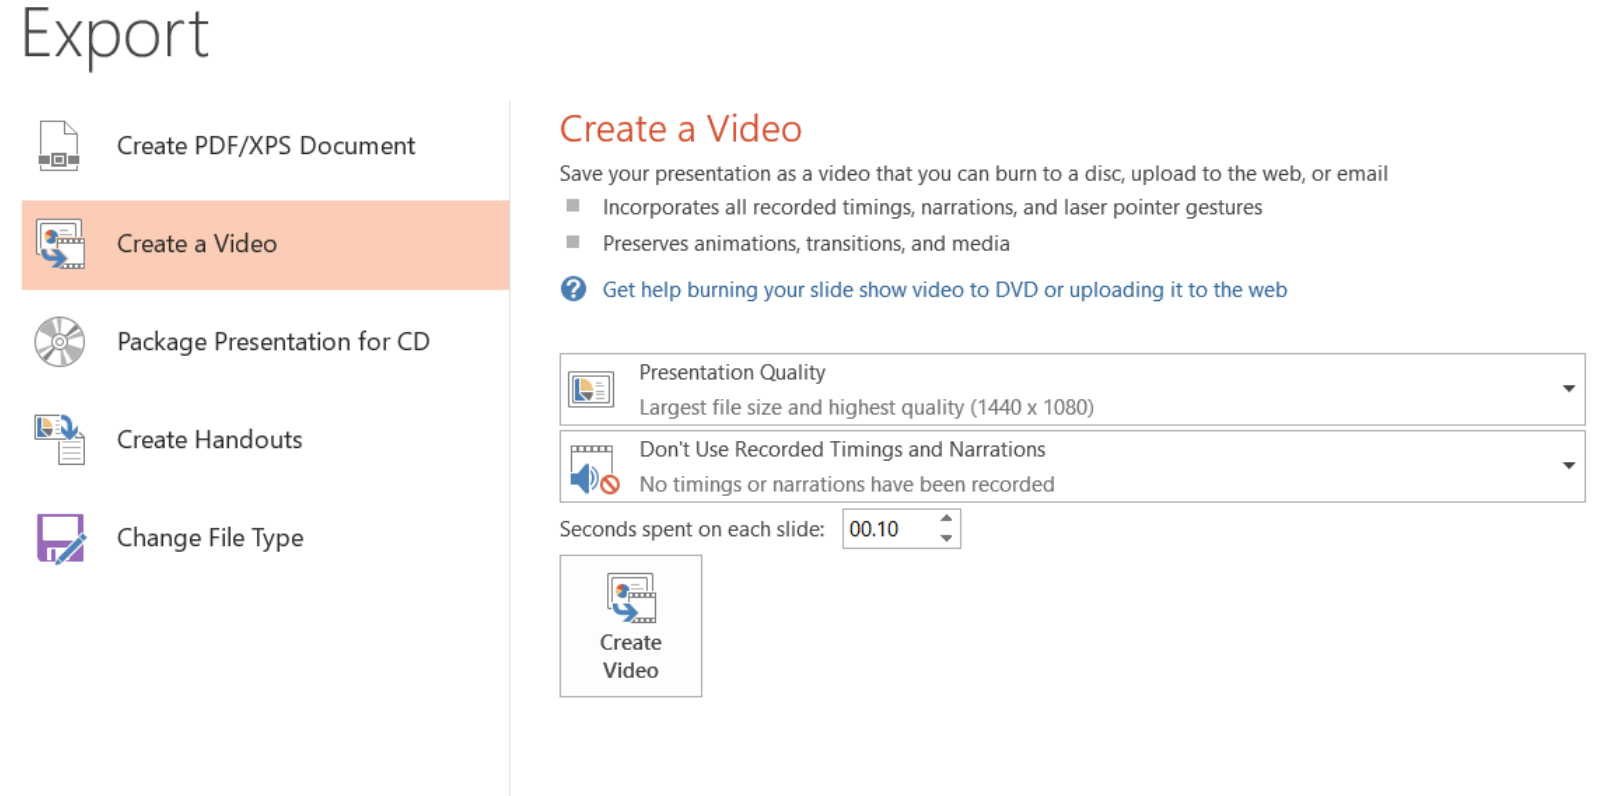 Export
Create PDF/XPS Document
Create a Video
Package Presentation for CD
Create Handouts
Change File Type
Create a Video
Save your presentation as a video that you can burn to a disc, upload to the web, or email
Incorporates all recorded timings, narrations, and laser pointer gestures
Preserves animations, transitions, and media
Get help burning your slide show video to DVD or uploading it to the web
Presentation Quality
Largest file size and highest quality (1440 x 1080)
Don't Use Recorded Timings and Narrations
No timings or narrations have been recorded
Seconds spent on each slide: 00.10
Create
Video